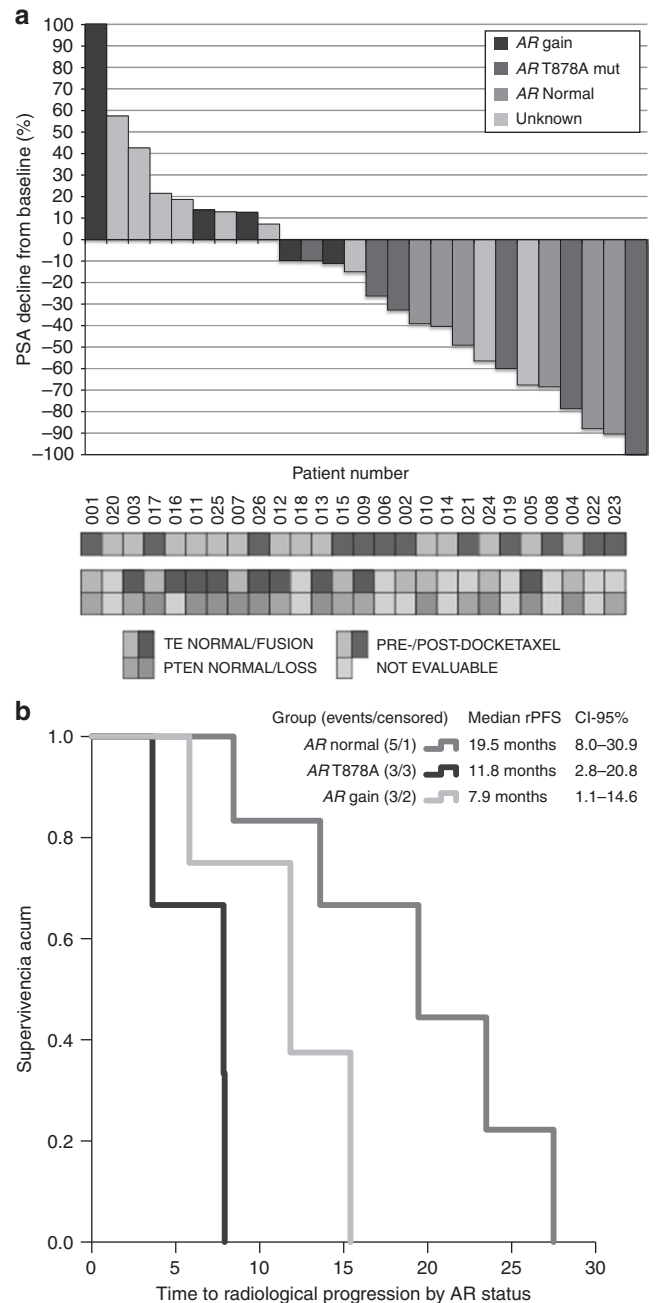 a
100
90
80
70
60
50
40
30
20
10
0
–10
–20
–30
–40
–50
–60
–70
–80
–90
–100
PSA decline from baseline (%)
AR gain
AR T878A mut
AR Normal
Unknown
Patient number
001 020 003 017 016 011 025 007 026 012 018 013 015 009 006 002 010 014 021 024 019 005 008 004 022 023
TE NORMAL/FUSION
PRE-/POST-DOCKETAXEL
PTEN NORMAL/LOSS
NOT EVALUABLE
b
Group (events/censored) Median rPFS CI-95%
AR normal (5/1) 19.5 months 8.0–30.9
AR T878A (3/3) 11.8 months 2.8–20.8
AR gain (3/2) 7.9 months 1.1–14.6
1.0
0.8
0.6
0.4
0.2
0.0
Supervivencia acum
0 5 10 15 20 25 30
Time to radiological progression by AR status